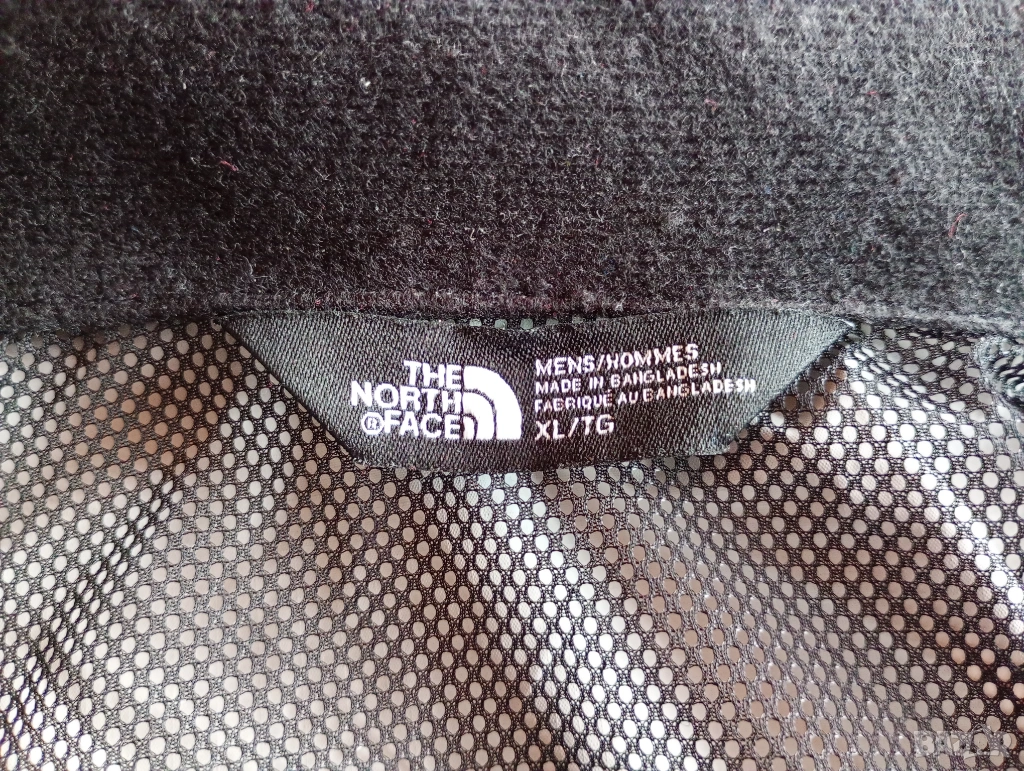 THE
NORTH
®FACE
MENS/HOMMES
MADE IN BANGLADESH
FABRIQUE AU BANGLADESH
XL/TG